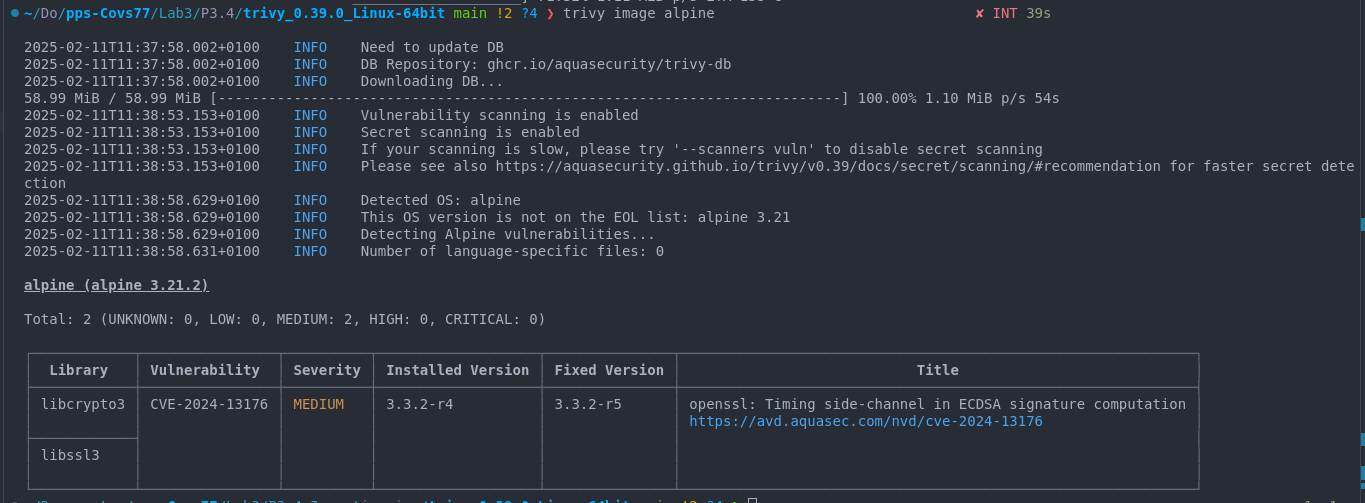 ~/Do/pps-Covs77/Lab3/P3.4/trivy_0.39.0_Linux-64bit main !2 ?4 ❯ trivy image alpine ✘ INT 39s
2025-02-11T11:37:58.002+0100 INFO Need to update DB
2025-02-11T11:37:58.002+0100 INFO DB Repository: ghcr.io/aquasecurity/trivy-db
2025-02-11T11:37:58.002+0100 INFO Downloading DB...
58.99 MiB / 58.99 MiB [--------------------------------------------------------------------------] 100.00% 1.10 MiB p/s 54s
2025-02-11T11:38:53.153+0100 INFO Vulnerability scanning is enabled
2025-02-11T11:38:53.153+0100 INFO Secret scanning is enabled
2025-02-11T11:38:53.153+0100 INFO If your scanning is slow, please try '--scanners vuln' to disable secret scanning
2025-02-11T11:38:53.153+0100 INFO Please see also https://aquasecurity.github.io/trivy/v0.39/docs/secret/scanning/#recommendation for faster secret dete
ction
2025-02-11T11:38:58.629+0100 INFO Detected OS: alpine
2025-02-11T11:38:58.629+0100 INFO This OS version is not on the EOL list: alpine 3.21
2025-02-11T11:38:58.629+0100 INFO Detecting Alpine vulnerabilities...
2025-02-11T11:38:58.631+0100 INFO Number of language-specific files: 0
alpine (alpine 3.21.2)
Total: 2 (UNKNOWN: 0, LOW: 0, MEDIUM: 2, HIGH: 0, CRITICAL: 0)
Library Vulnerability Severity Installed Version Fixed Version Title
libcrypto3 CVE-2024-13176 MEDIUM 3.3.2-r4 3.3.2-r5 openssl: Timing side-channel in ECDSA signature computation
https://avd.aquasec.com/nvd/cve-2024-13176
libssl3